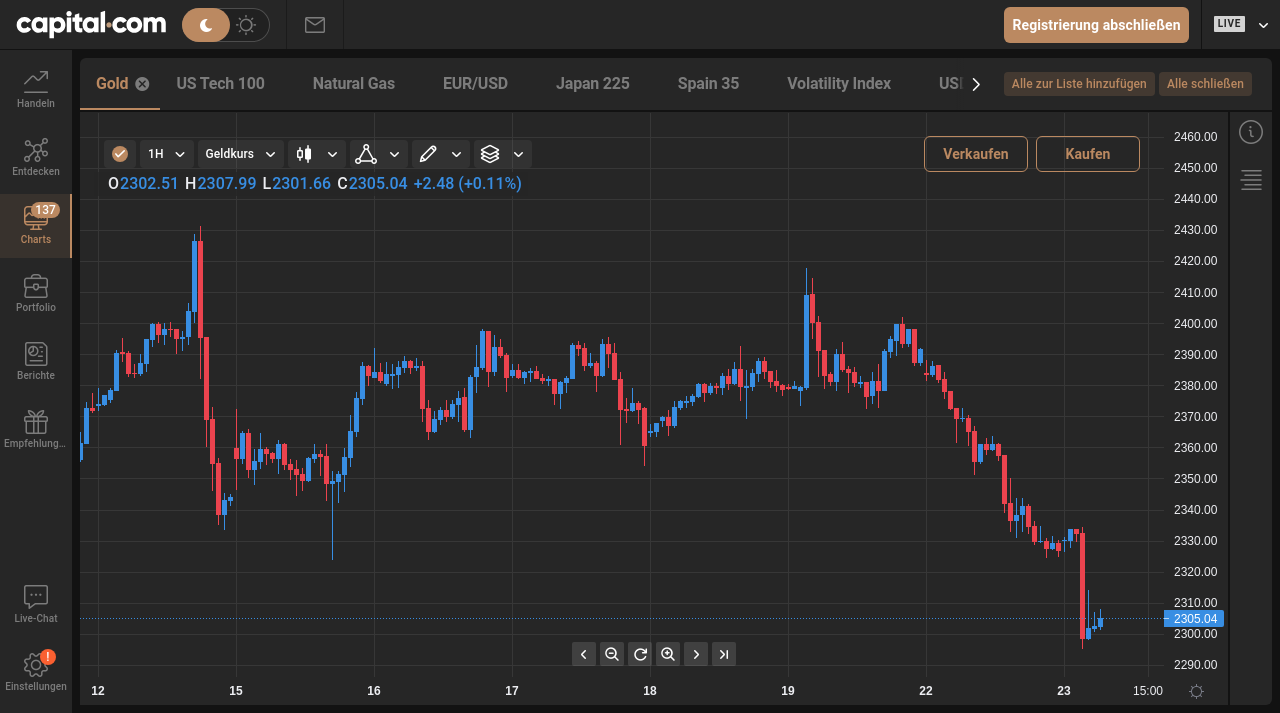 capital.com
Registrierung abschließen
LIVE
Handeln
Entdecken
137
Charts
Portfolio
Berichte
Empfehlung...
Live-Chat
!
Einstellungen
Gold US Tech 100 Natural Gas EUR/USD Japan 225 Spain 35 Volatility Index
Alle zur Liste hinzufügen Alle schließen
1H Geldkurs
Verkaufen Kaufen
O2302.51 H2307.99 L2301.66 C2305.04 +2.48 (+0.11%)
2460.00
2450.00
2440.00
2430.00
2420.00
2410.00
2400.00
2390.00
2380.00
2370.00
2360.00
2350.00
2340.00
2330.00
2320.00
2310.00
2305.04
2300.00
2290.00
12 15 16 17 18 19 22 23 15:00